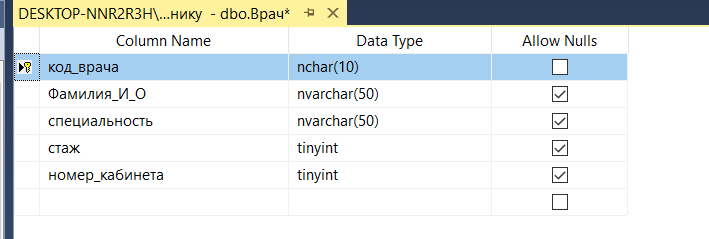 DESKTOP-NNR2R3H\...нику - dbo.Врач*
Column Name Data Type Allow Nulls
код_врача nchar(10)
Фамилия_И_О nvarchar(50)
специальность nvarchar(50)
стаж tinyint
номер_кабинета tinyint